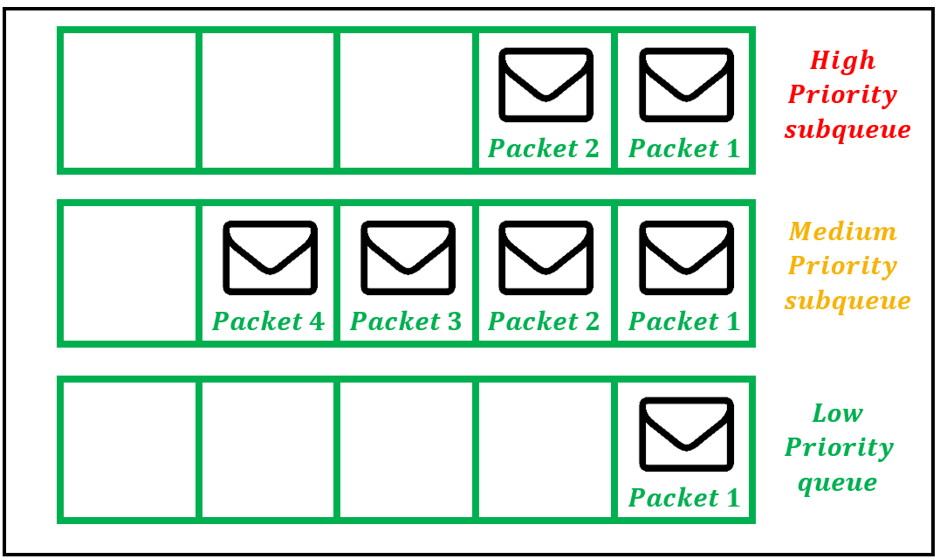 High
Priority
subqueue
Packet 2 Packet 1
Medium
Priority
subqueue
Packet 4 Packet 3 Packet 2 Packet 1
Low
Priority
queue
Packet 1